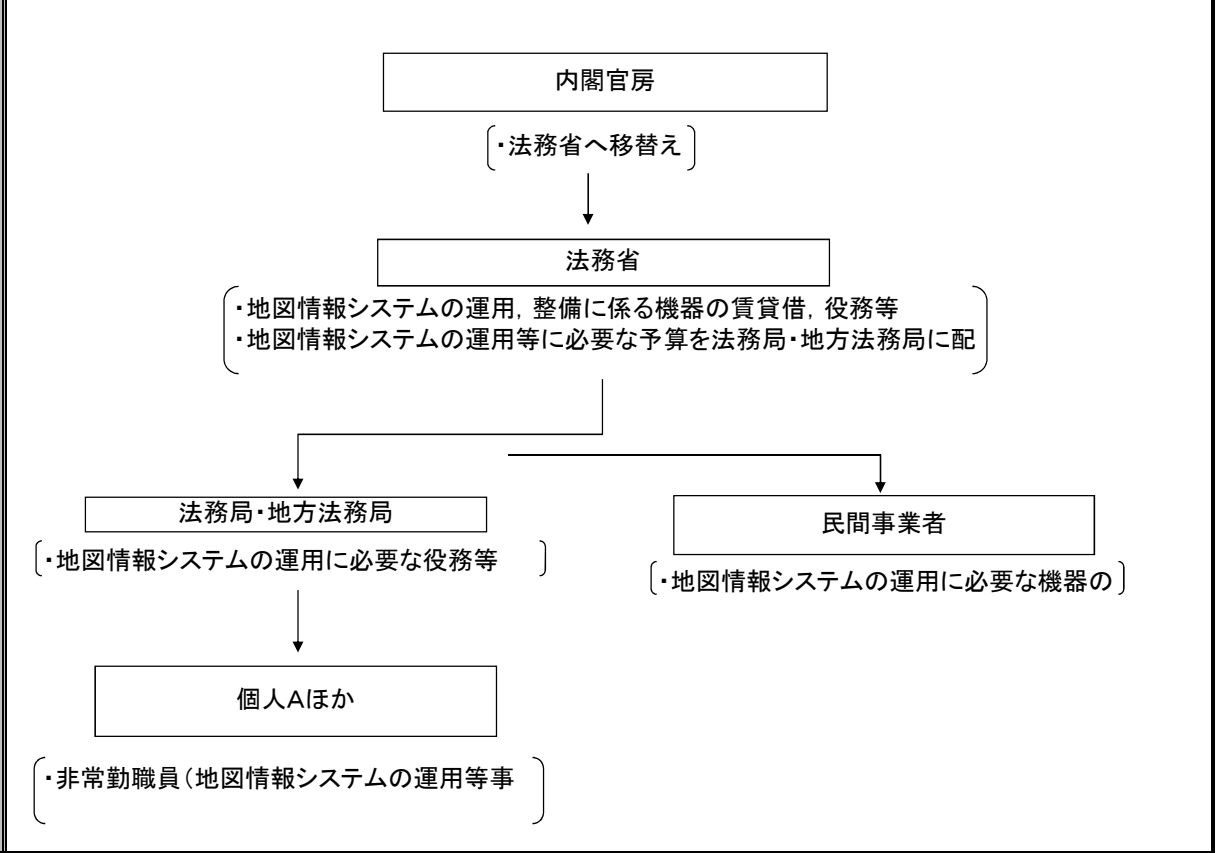 内閣官房
・法務省へ移替え
法務省
・地図情報システムの運用，整備に係る機器の賃貸借，役務等
・地図情報システムの運用等に必要な予算を法務局・地方法務局に配
法務局・地方法務局
・地図情報システムの運用に必要な役務等
民間事業者
・地図情報システムの運用に必要な機器の
個人Aほか
・非常勤職員（地図情報システムの運用等事